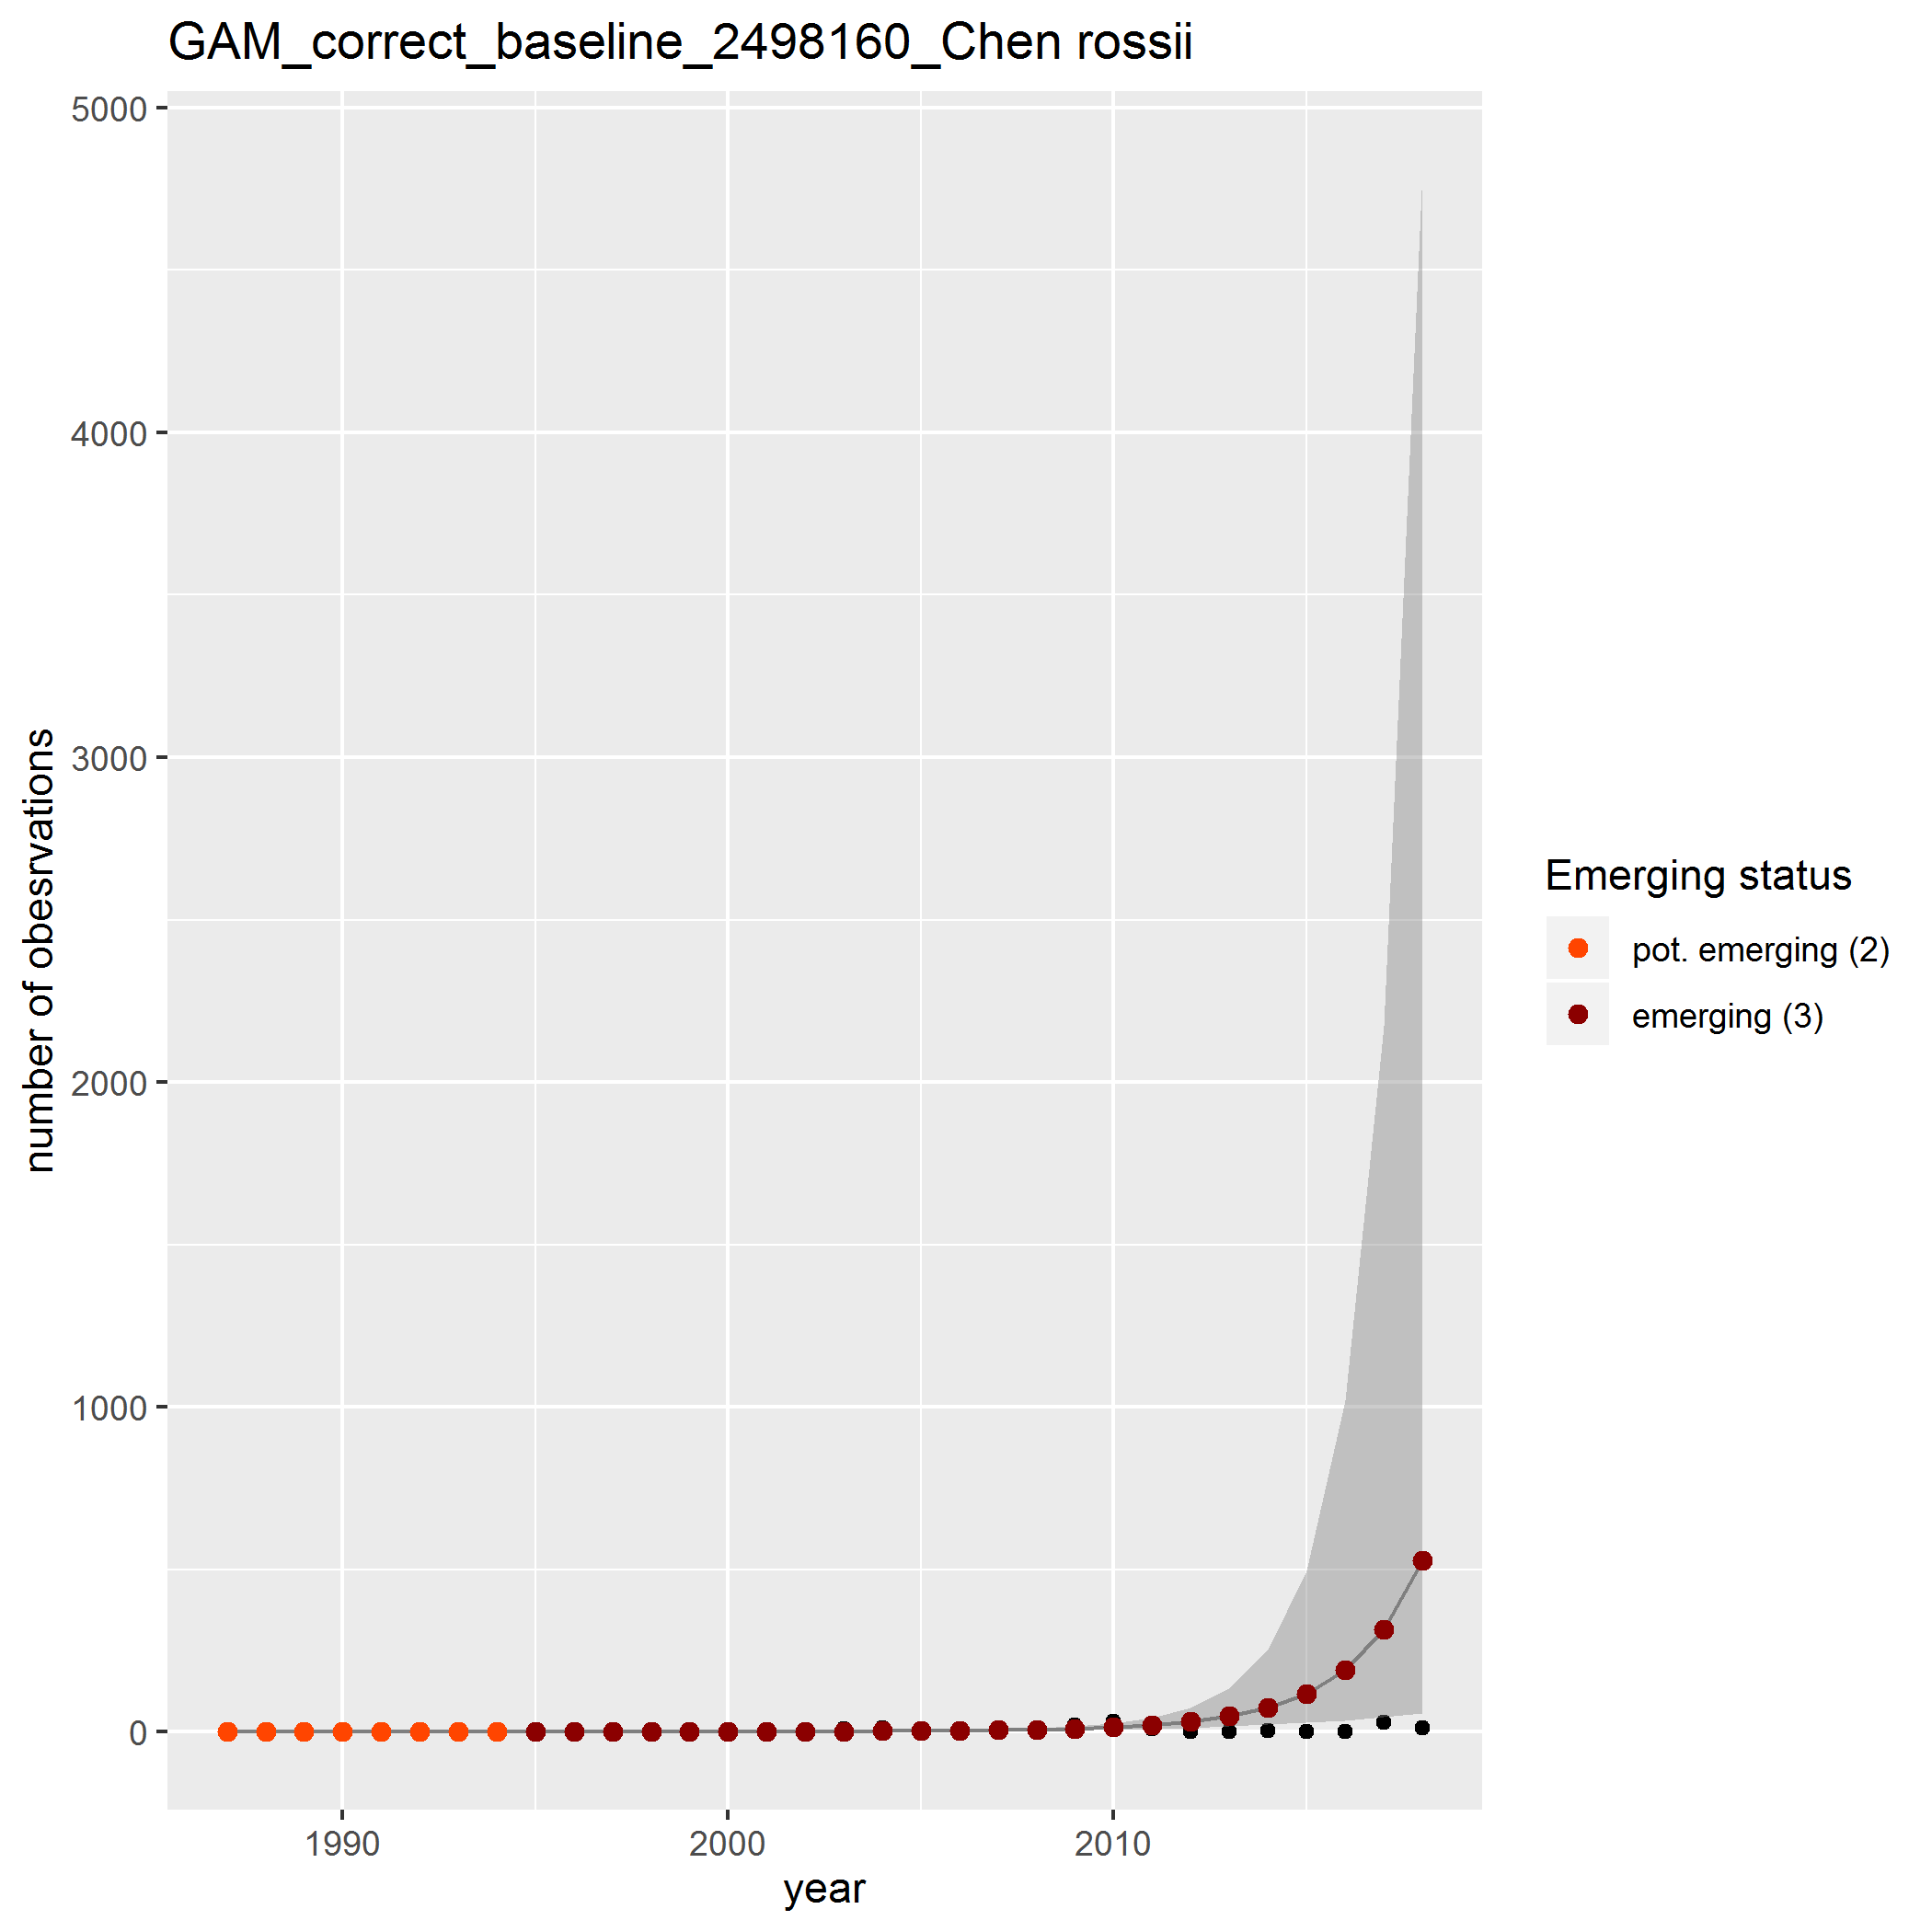 GAM_correct_baseline_2498160_Chen rossii
5000
4000
3000
2000
1000
0
number of obesrvations
1990
2000
2010
year
Emerging status
pot. emerging (2)
emerging (3)